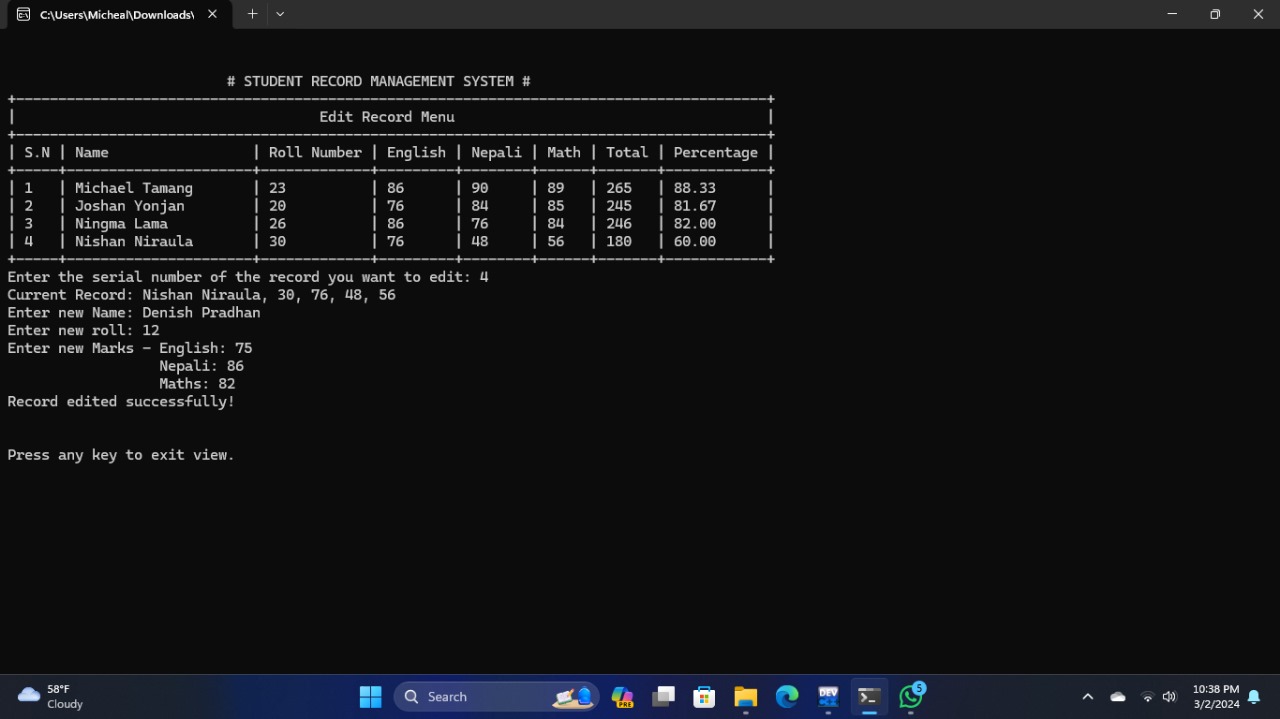 C:\Users\Micheal\Downloads\
# STUDENT RECORD MANAGEMENT SYSTEM #
Edit Record Menu
| S.N | Name | Roll Number | English | Nepali | Math | Total | Percentage |
| 1 | Michael Tamang | 23 | 86 | 90 | 89 | 265 | 88.33 |
| 2 | Joshan Yonjan | 20 | 76 | 84 | 85 | 245 | 81.67 |
| 3 | Ningma Lama | 26 | 86 | 76 | 84 | 246 | 82.00 |
| 4 | Nishan Niraula | 30 | 76 | 48 | 56 | 180 | 60.00 |
Enter the serial number of the record you want to edit: 4
Current Record: Nishan Niraula, 30, 76, 48, 56
Enter new Name: Denish Pradhan
Enter new roll: 12
Enter new Marks - English: 75
Nepali: 86
Maths: 82
Record edited successfully!
Press any key to exit view.
58°F
Cloudy
Search
PRE
DEV
5
10:38 PM
3/2/2024